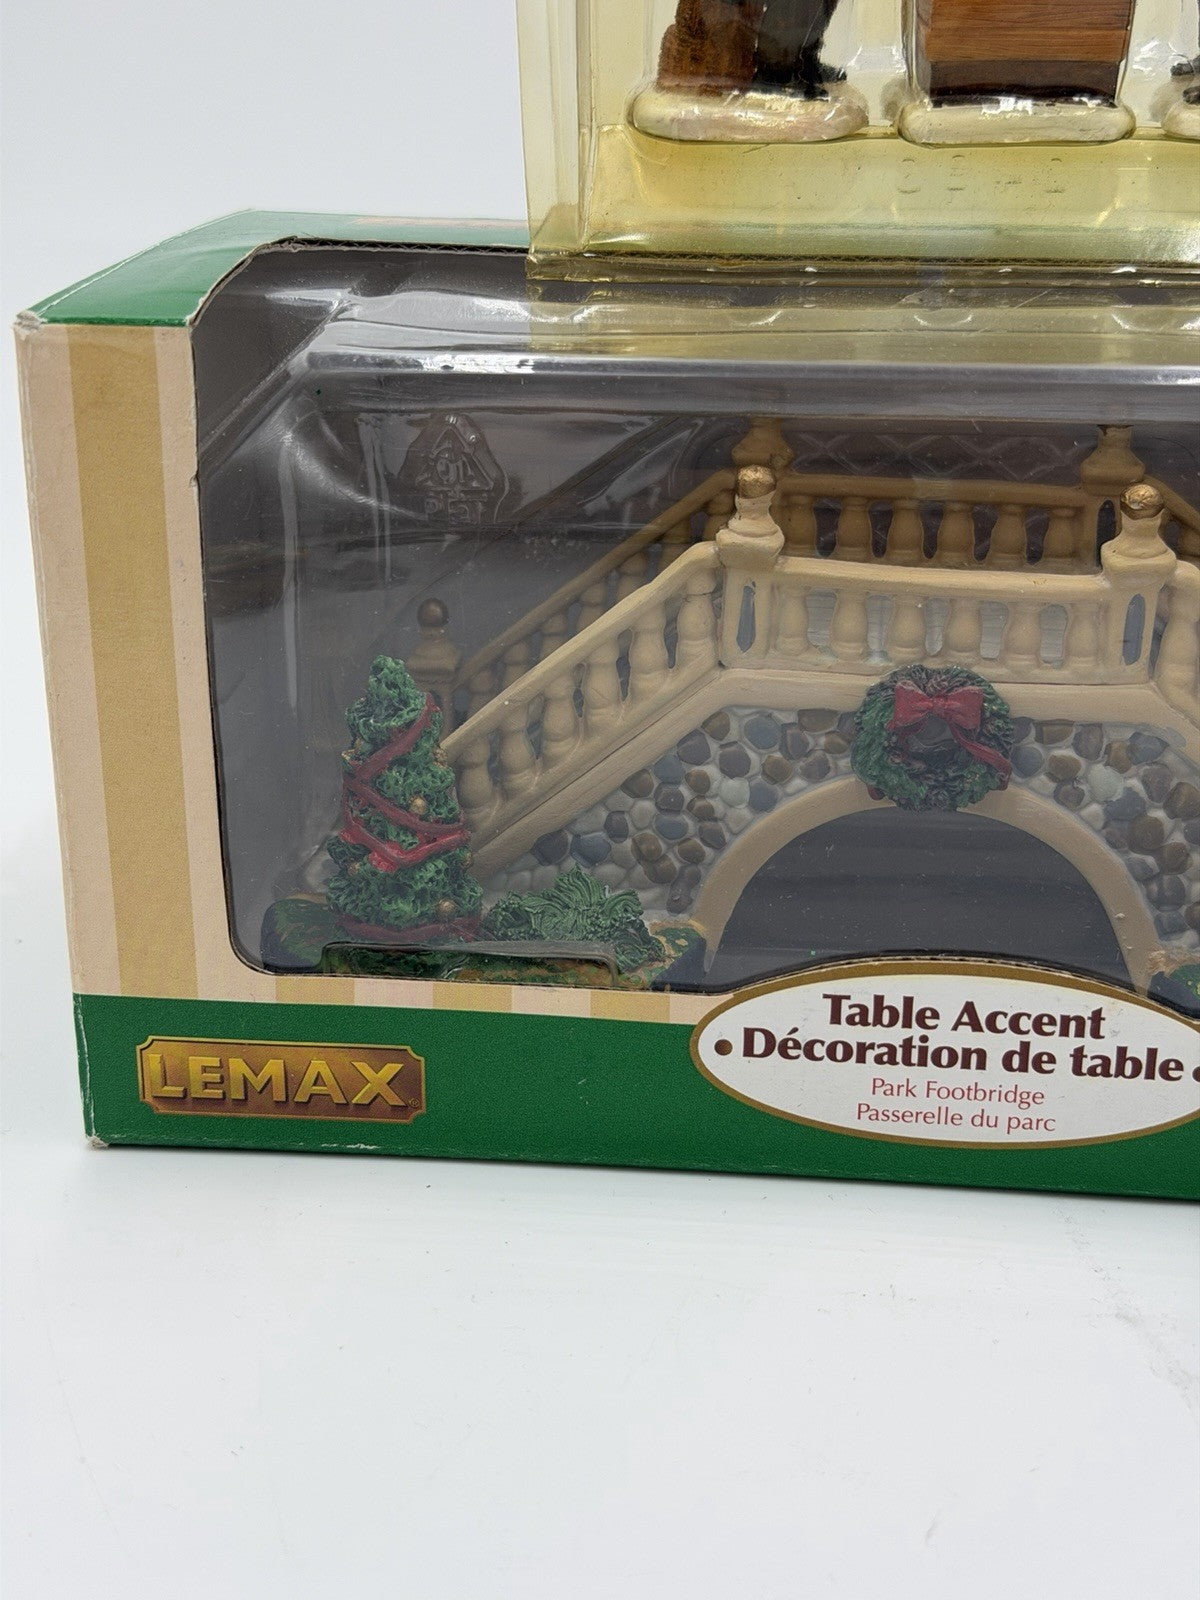 LEMAX®
Table Accent
• Décoration de table •
Park Footbridge
Passerelle du parc